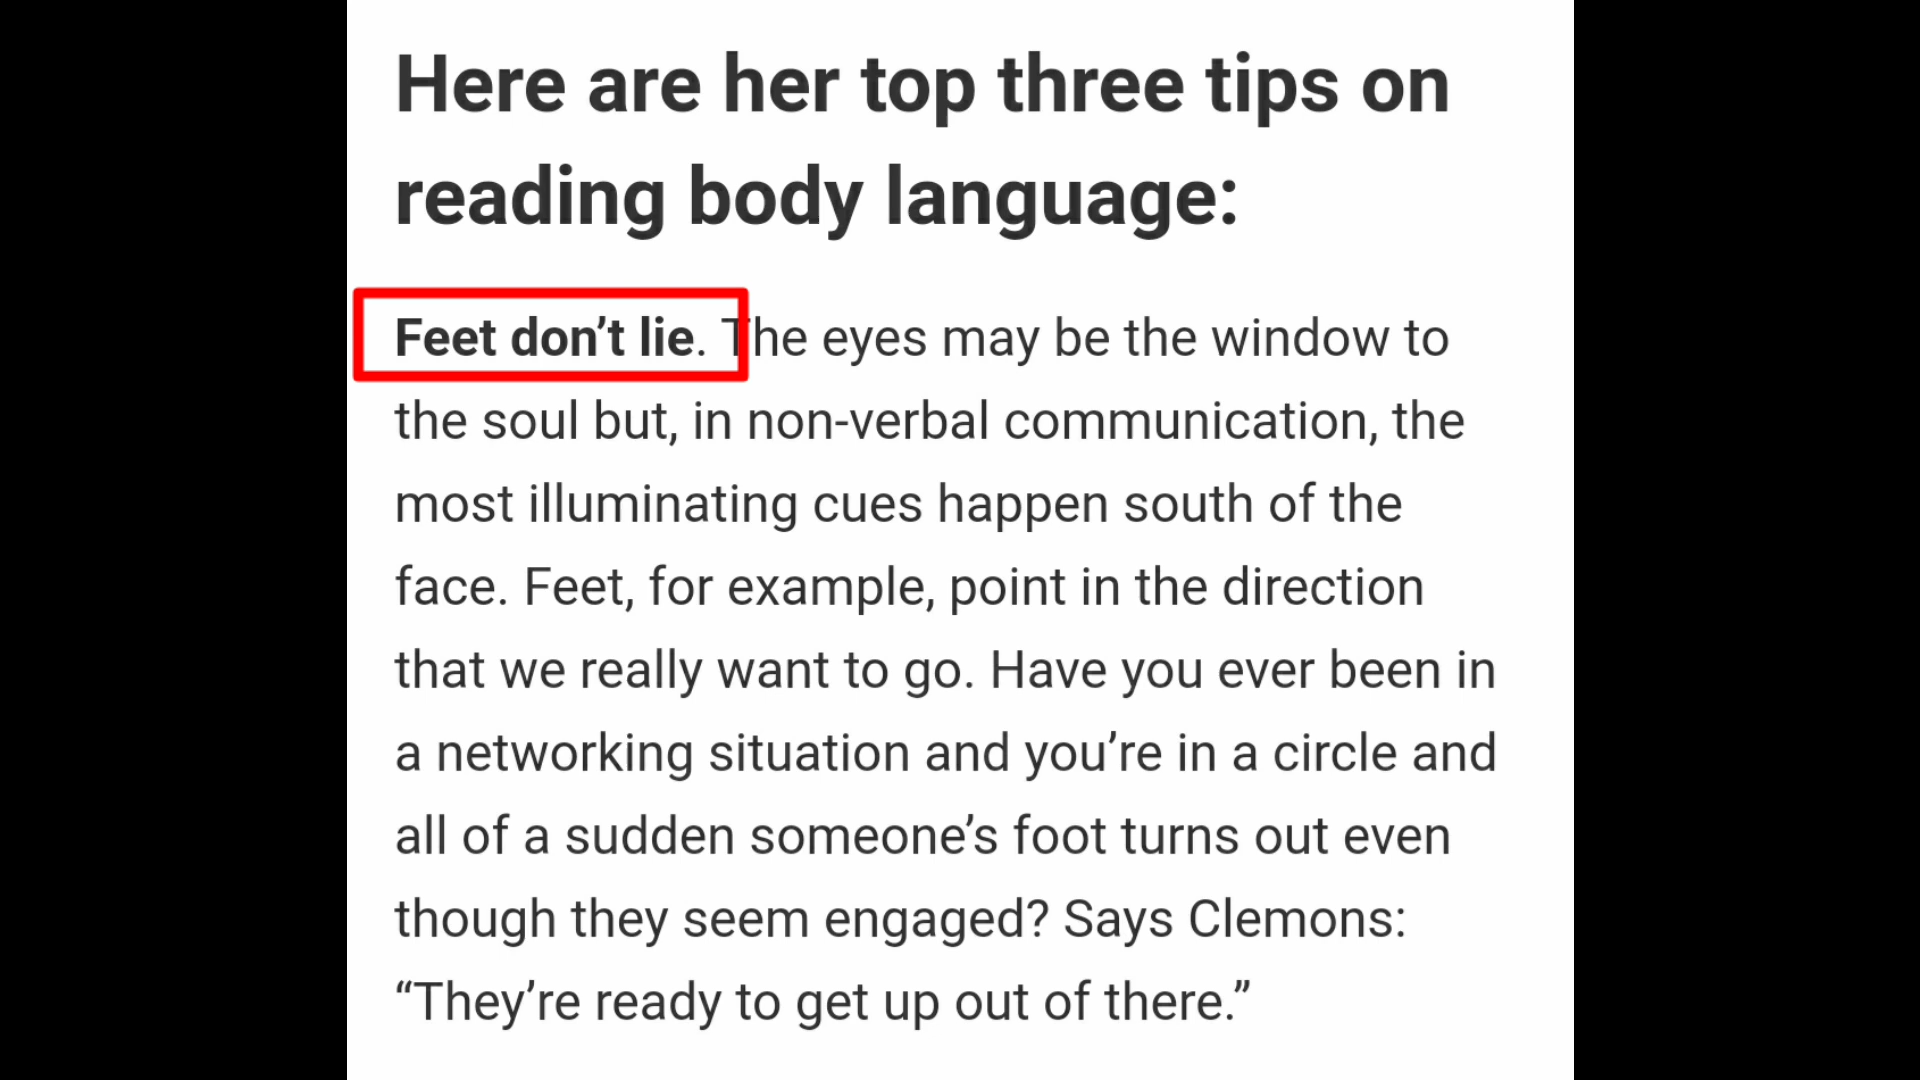 Here are her top three tips on
reading body language:
Feet don’t lie. The eyes may be the window to
the soul but, in non-verbal communication, the
most illuminating cues happen south of the
face. Feet, for example, point in the direction
that we really want to go. Have you ever been in
a networking situation and you’re in a circle and
all of a sudden someone’s foot turns out even
though they seem engaged? Says Clemons:
“They’re ready to get up out of there.”